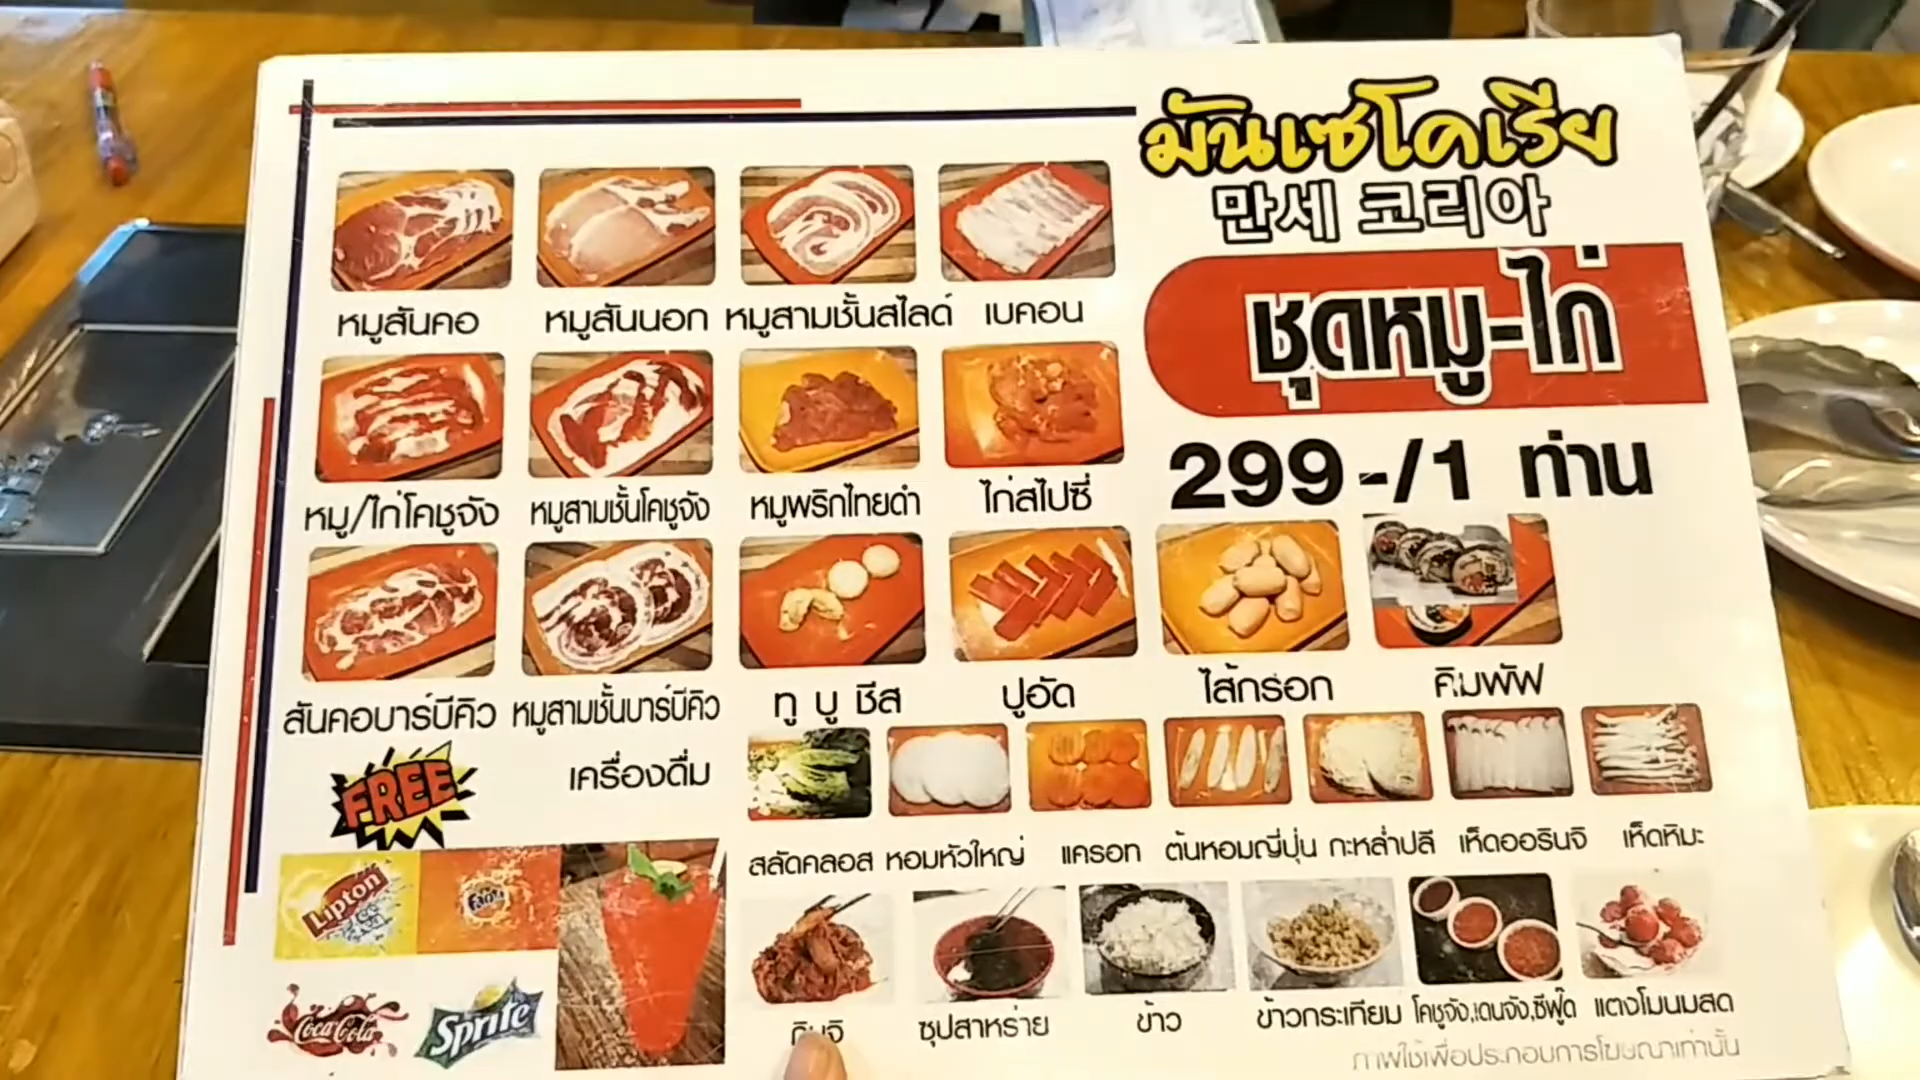 มันเซโคเรีย
만세 코리아
ชุดหมู-ไก่
299-/1 ท่าน
หมูสันคอ หมูสันนอก หมูสามชั้นสไลด์ เบคอน
หมู/ไก่โคชูจัง หมูสามชั้นโคชูจัง หมูพริกไทยดำ ไก่สไปซี่
สันคอบาร์บีคิว หมูสามชั้นบาร์บีคิว ทู บู ชีส ปูอัด ไส้กรอก คิมพัฟ
FREE เครื่องดื่ม
สลัดคลอส หอมหัวใหญ่ แครอท ต้นหอมญี่ปุ่น กะหล่ำปลี เห็ดออรินจิ เห็ดหิมะ
Lipton Ice Tea Fanta
Coca-Cola Sprite
กิมจิ ซุปสาหร่าย ข้าว ข้าวกระเทียม โคชูจัง,เดนจัง,ซีฟู๊ด แตงโมนมสด
ภาพใช้เพื่อประกอบการโฆษณาเท่านั้น